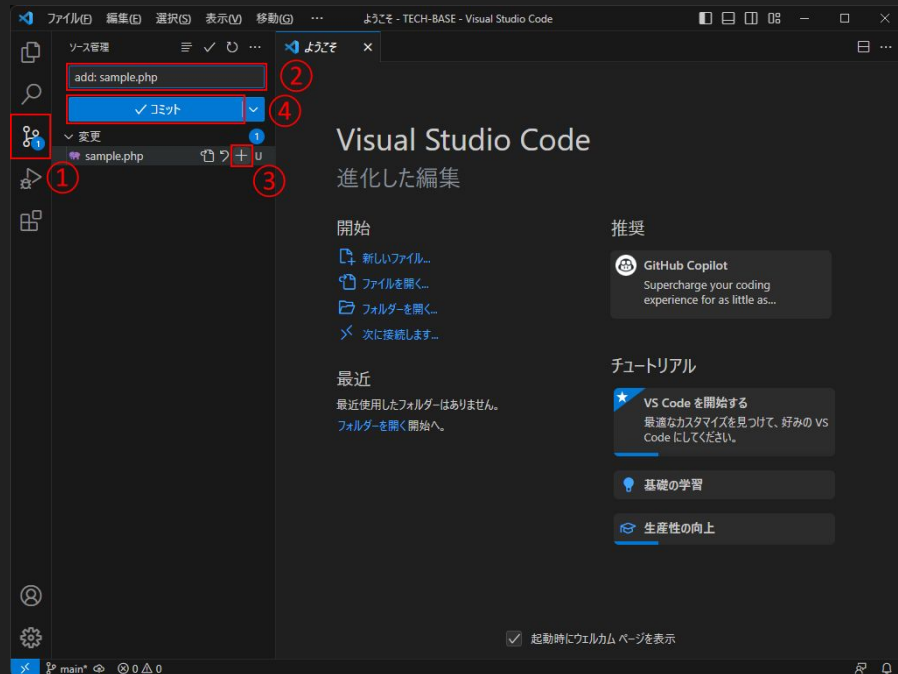 ファイル(F) 編集(E) 選択(S) 表示(V) 移動(G) … ようこそ - TECH-BASE - Visual Studio Code
ソース管理
ようこそ
add: sample.php
②
コミット
④
変更
1
1
sample.php
U
①
③
Visual Studio Code
進化した編集
開始
新しいファイル...
ファイルを開く...
フォルダーを開く...
次に接続します...
最近
最近使用したフォルダーはありません。
フォルダーを開く開始へ。
推奨
GitHub Copilot
Supercharge your coding
experience for as little as...
チュートリアル
VS Code を開始する
最適なカスタマイズを見つけて、好みの VS
Code にしてください。
基礎の学習
生産性の向上
起動時にウェルカム ページを表示
main* 0 0